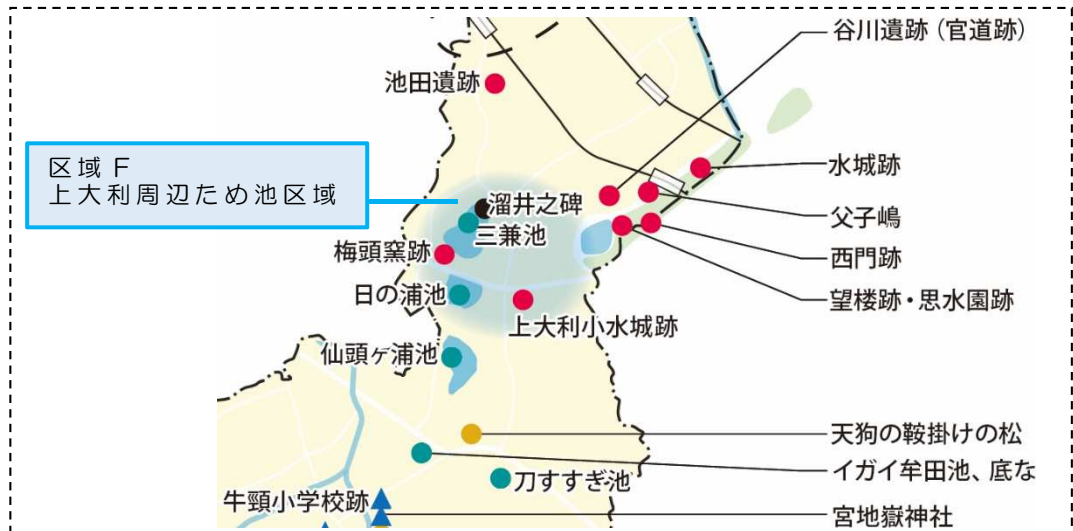 谷川遺跡（官道跡）
池田遺跡
区域F
上大利周辺ため池区域
水城跡
溜井之碑
父子嶋
三兼池
梅頭窯跡
西門跡
日の浦池
望楼跡・思水園跡
上大利小水城跡
仙頭ヶ浦池
天狗の鞍掛けの松
イガイ牟田池、底な
刀すすぎ池
牛頸小学校跡
宮地嶽神社